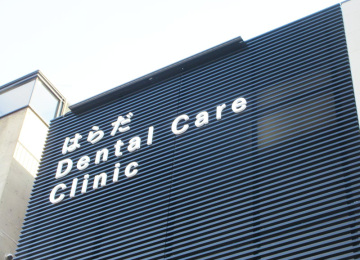 はらだ
Dental Care
Clinic